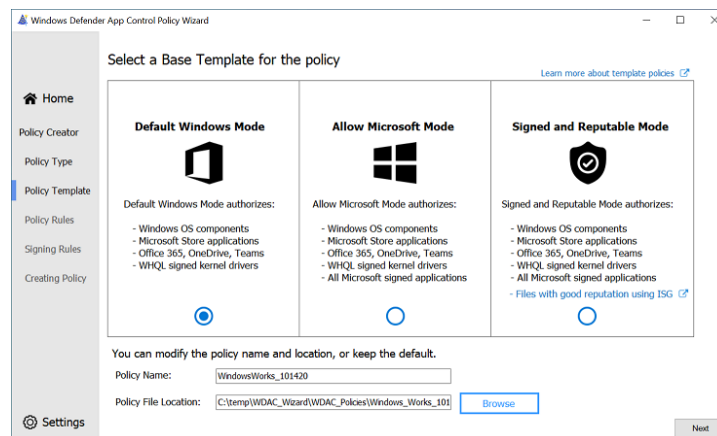 Windows Defender App Control Policy Wizard
Select a Base Template for the policy
Learn more about template policies
Home
Policy Creator
Policy Type
Policy Template
Policy Rules
Signing Rules
Creating Policy
Settings
Default Windows Mode
Default Windows Mode authorizes:
- Windows OS components
- Microsoft Store applications
- Office 365, OneDrive, Teams
- WHQL signed kernel drivers
Allow Microsoft Mode
Allow Microsoft Mode authorizes:
- Windows OS components
- Microsoft Store applications
- Office 365, OneDrive, Teams
- WHQL signed kernel drivers
- All Microsoft signed applications
Signed and Reputable Mode
Signed and Reputable Mode authorizes:
- Windows OS components
- Microsoft Store applications
- Office 365, OneDrive, Teams
- WHQL signed kernel drivers
- All Microsoft signed applications
- Files with good reputation using ISG
You can modify the policy name and location, or keep the default.
Policy Name:
WindowsWorks_101420
Policy File Location:
C:\temp\WDAC_Wizard\WDAC_Policies\Windows_Works_101
Browse
Next